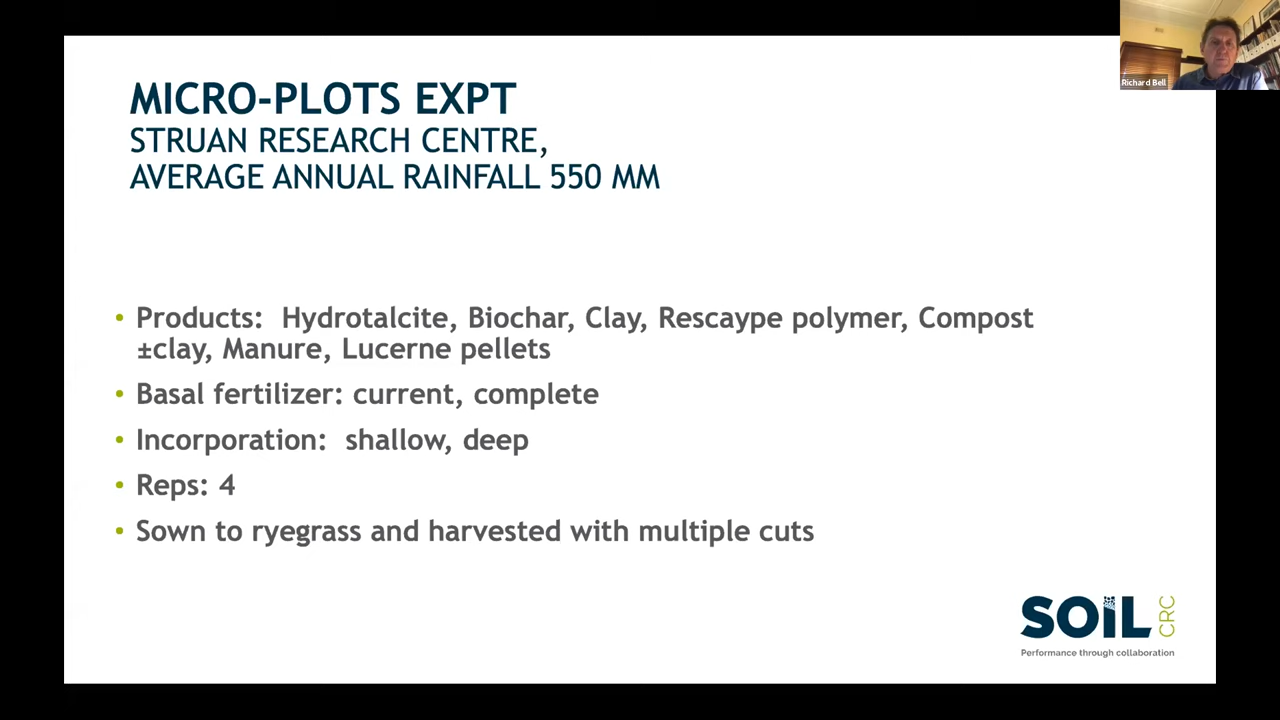 MICRO-PLOTS EXPT
STRUAN RESEARCH CENTRE,
AVERAGE ANNUAL RAINFALL 550 MM
Richard Bell
• Products:  Hydrotalcite, Biochar, Clay, Rescaype polymer, Compost
±clay, Manure, Lucerne pellets
• Basal fertilizer: current, complete
• Incorporation:  shallow, deep
• Reps: 4
• Sown to ryegrass and harvested with multiple cuts
SOIL CRC
Performance through collaboration